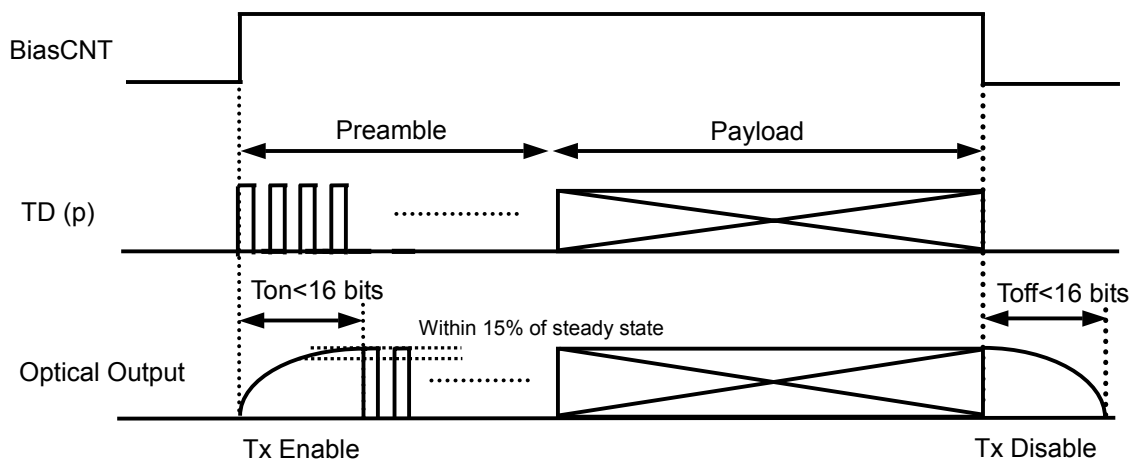 BiasCNT
Preamble
Payload
TD (p)
Ton<16 bits
Toff<16 bits
Within 15% of steady state
Optical Output
Tx Enable
Tx Disable